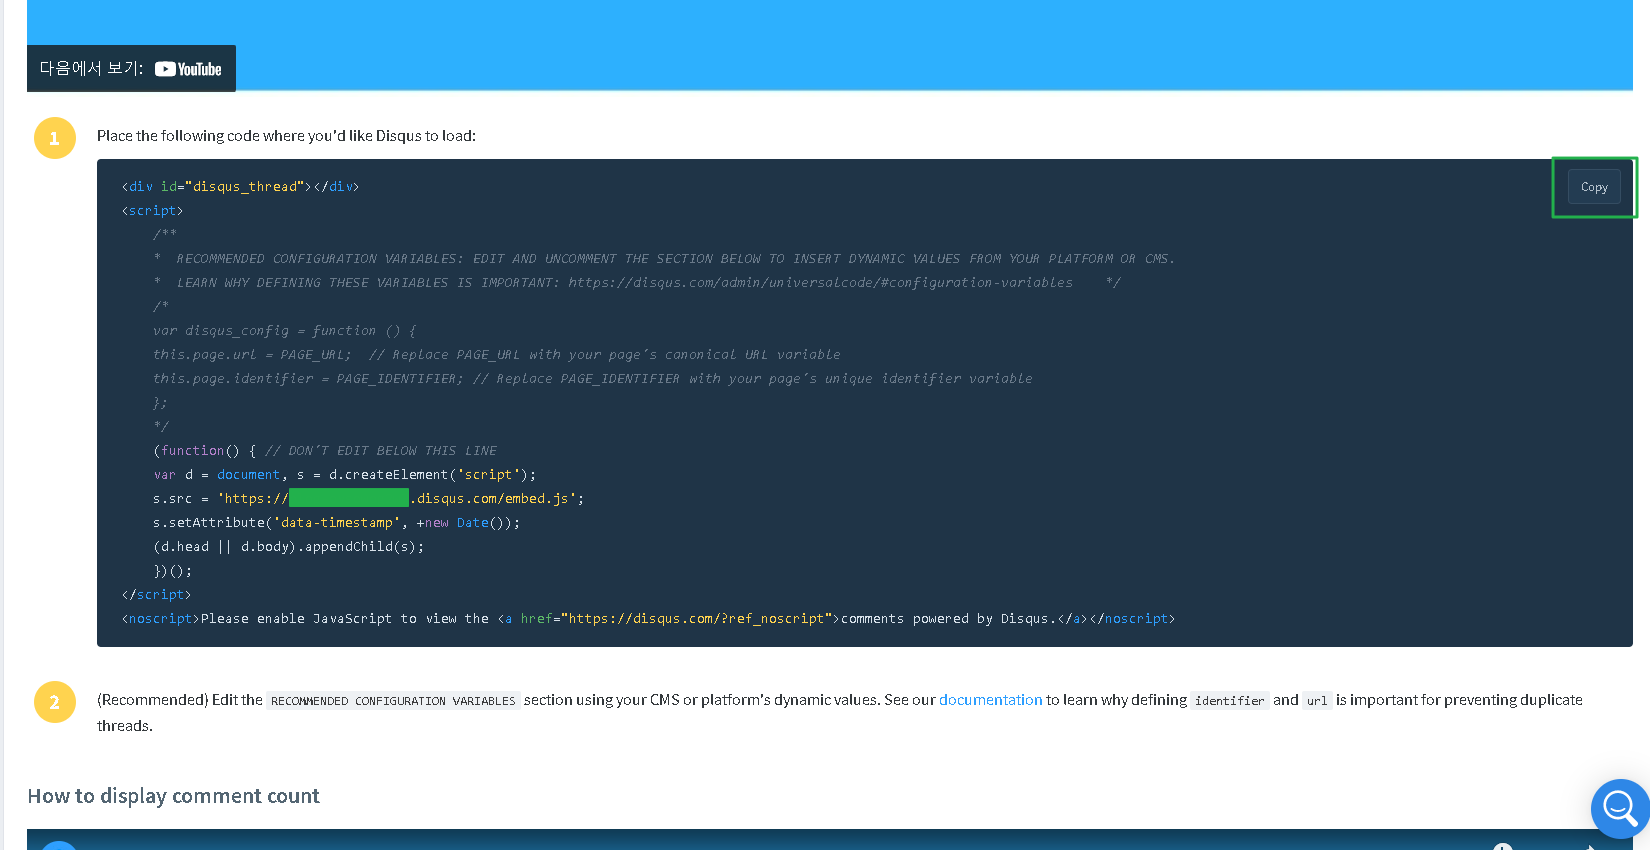 다음에서 보기: YouTube
1
Place the following code where you'd like Disqus to load:
Copy
<div id="disqus_thread"></div>
<script>
/**
*  RECOMMENDED CONFIGURATION VARIABLES: EDIT AND UNCOMMENT THE SECTION BELOW TO INSERT DYNAMIC VALUES FROM YOUR PLATFORM OR CMS.
*  LEARN WHY DEFINING THESE VARIABLES IS IMPORTANT: https://disqus.com/admin/universalcode/#configuration-variables    */
/*
var disqus_config = function () {
this.page.url = PAGE_URL;  // Replace PAGE_URL with your page's canonical URL variable
this.page.identifier = PAGE_IDENTIFIER; // Replace PAGE_IDENTIFIER with your page's unique identifier variable
};
*/
(function() { // DON'T EDIT BELOW THIS LINE
var d = document, s = d.createElement('script');
s.src = 'https://.disqus.com/embed.js';
s.setAttribute('data-timestamp', +new Date());
(d.head || d.body).appendChild(s);
})();
</script>
<noscript>Please enable JavaScript to view the <a href="https://disqus.com/?ref_noscript">comments powered by Disqus.</a></noscript>
2
(Recommended) Edit the RECOMMENDED CONFIGURATION VARIABLES section using your CMS or platform's dynamic values. See our documentation to learn why defining identifier and url is important for preventing duplicate
threads.
How to display comment count